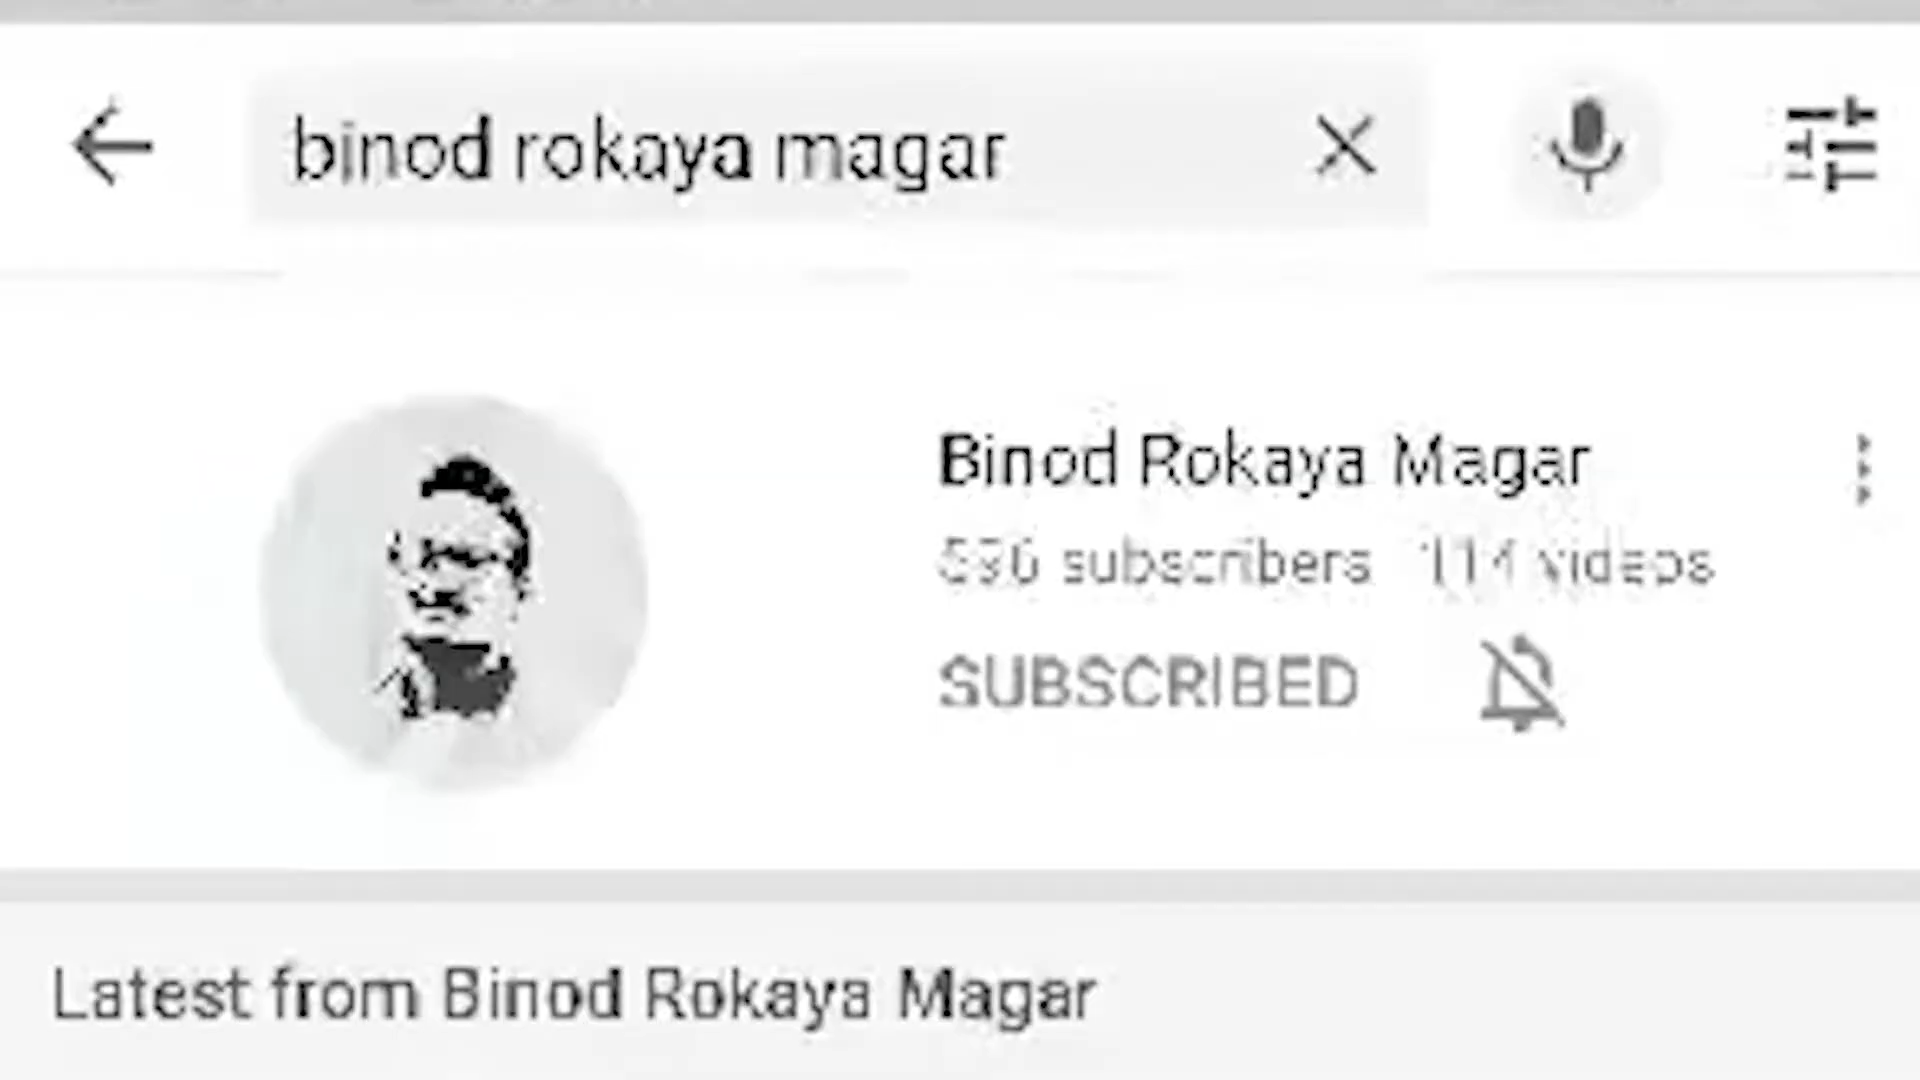 binod rokaya magar
Binod Rokaya Magar
596 subscribers 114 videos
SUBSCRIBED
Latest from Binod Rokaya Magar